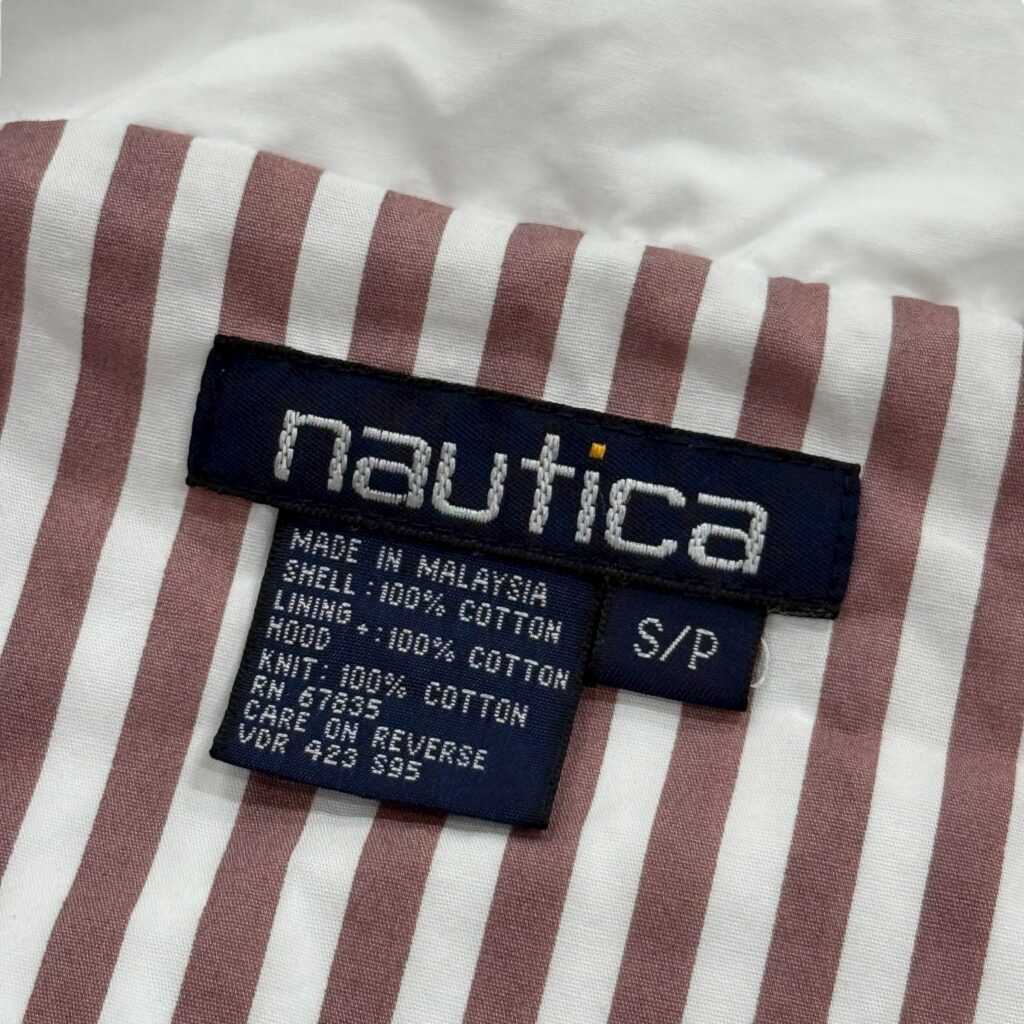 nautica
MADE IN MALAYSIA
SHELL :100% COTTON
LINING
HOOD +:100% COTTON
KNIT: 100% COTTON
RN 67835
CARE ON REVERSE
VDR 423 S95
S/P